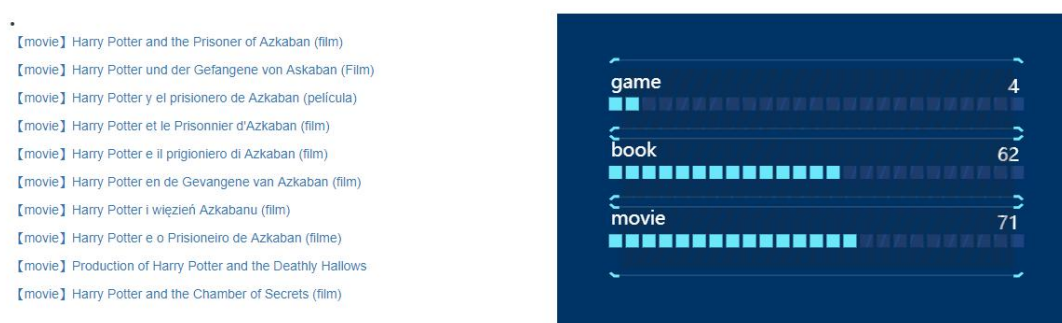 【movie】Harry Potter and the Prisoner of Azkaban (film)
【movie】Harry Potter und der Gefangene von Askaban (Film)
【movie】Harry Potter y el prisionero de Azkaban (película)
【movie】Harry Potter et le Prisonnier d'Azkaban (film)
【movie】Harry Potter e il prigioniero di Azkaban (film)
【movie】Harry Potter en de Gevangene van Azkaban (film)
【movie】Harry Potter i więzień Azkabanu (film)
【movie】Harry Potter e o Prisioneiro de Azkaban (filme)
【movie】Production of Harry Potter and the Deathly Hallows
【movie】Harry Potter and the Chamber of Secrets (film)
game 4
book 62
movie 71